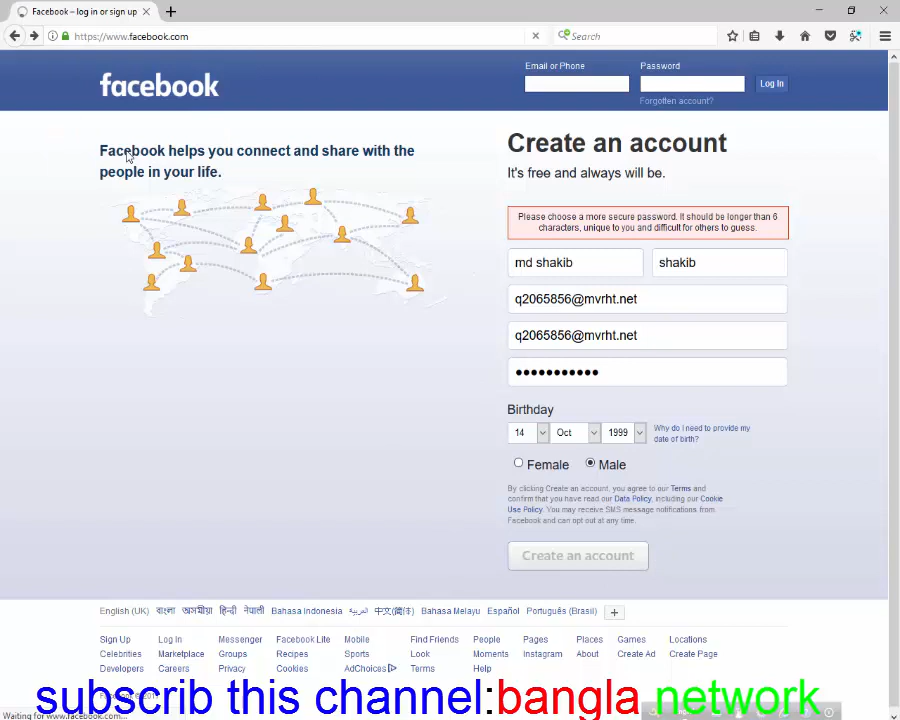 Facebook – log in or sign up
https://www.facebook.com
Search
facebook
Email or Phone
Password
Log In
Forgotten account?
Facebook helps you connect and share with the
people in your life.
Create an account
It's free and always will be.
Please choose a more secure password. It should be longer than 6
characters, unique to you and difficult for others to guess.
md shakib
shakib
q2065856@mvrht.net
q2065856@mvrht.net
Birthday
14
Oct
1999
Why do I need to provide my
date of birth?
Female
Male
By clicking Create an account, you agree to our Terms and
confirm that you have read our Data Policy, including our Cookie
Use Policy. You may receive SMS message notifications from
Facebook and can opt out at any time.
Create an account
English (UK) বাংলা অসমীয়া हिन्दी नेपाली Bahasa Indonesia العربية 中文(简体) Bahasa Melayu Español Português (Brasil)
Sign Up Log In Messenger Facebook Lite Mobile Find Friends People Pages Places Games Locations
Celebrities Marketplace Groups Recipes Sports Look Moments Instagram About Create Ad Create Page
Developers Careers Privacy Cookies AdChoices Terms Help
subscrib this channel:bangla network
Waiting for www.facebook.com...